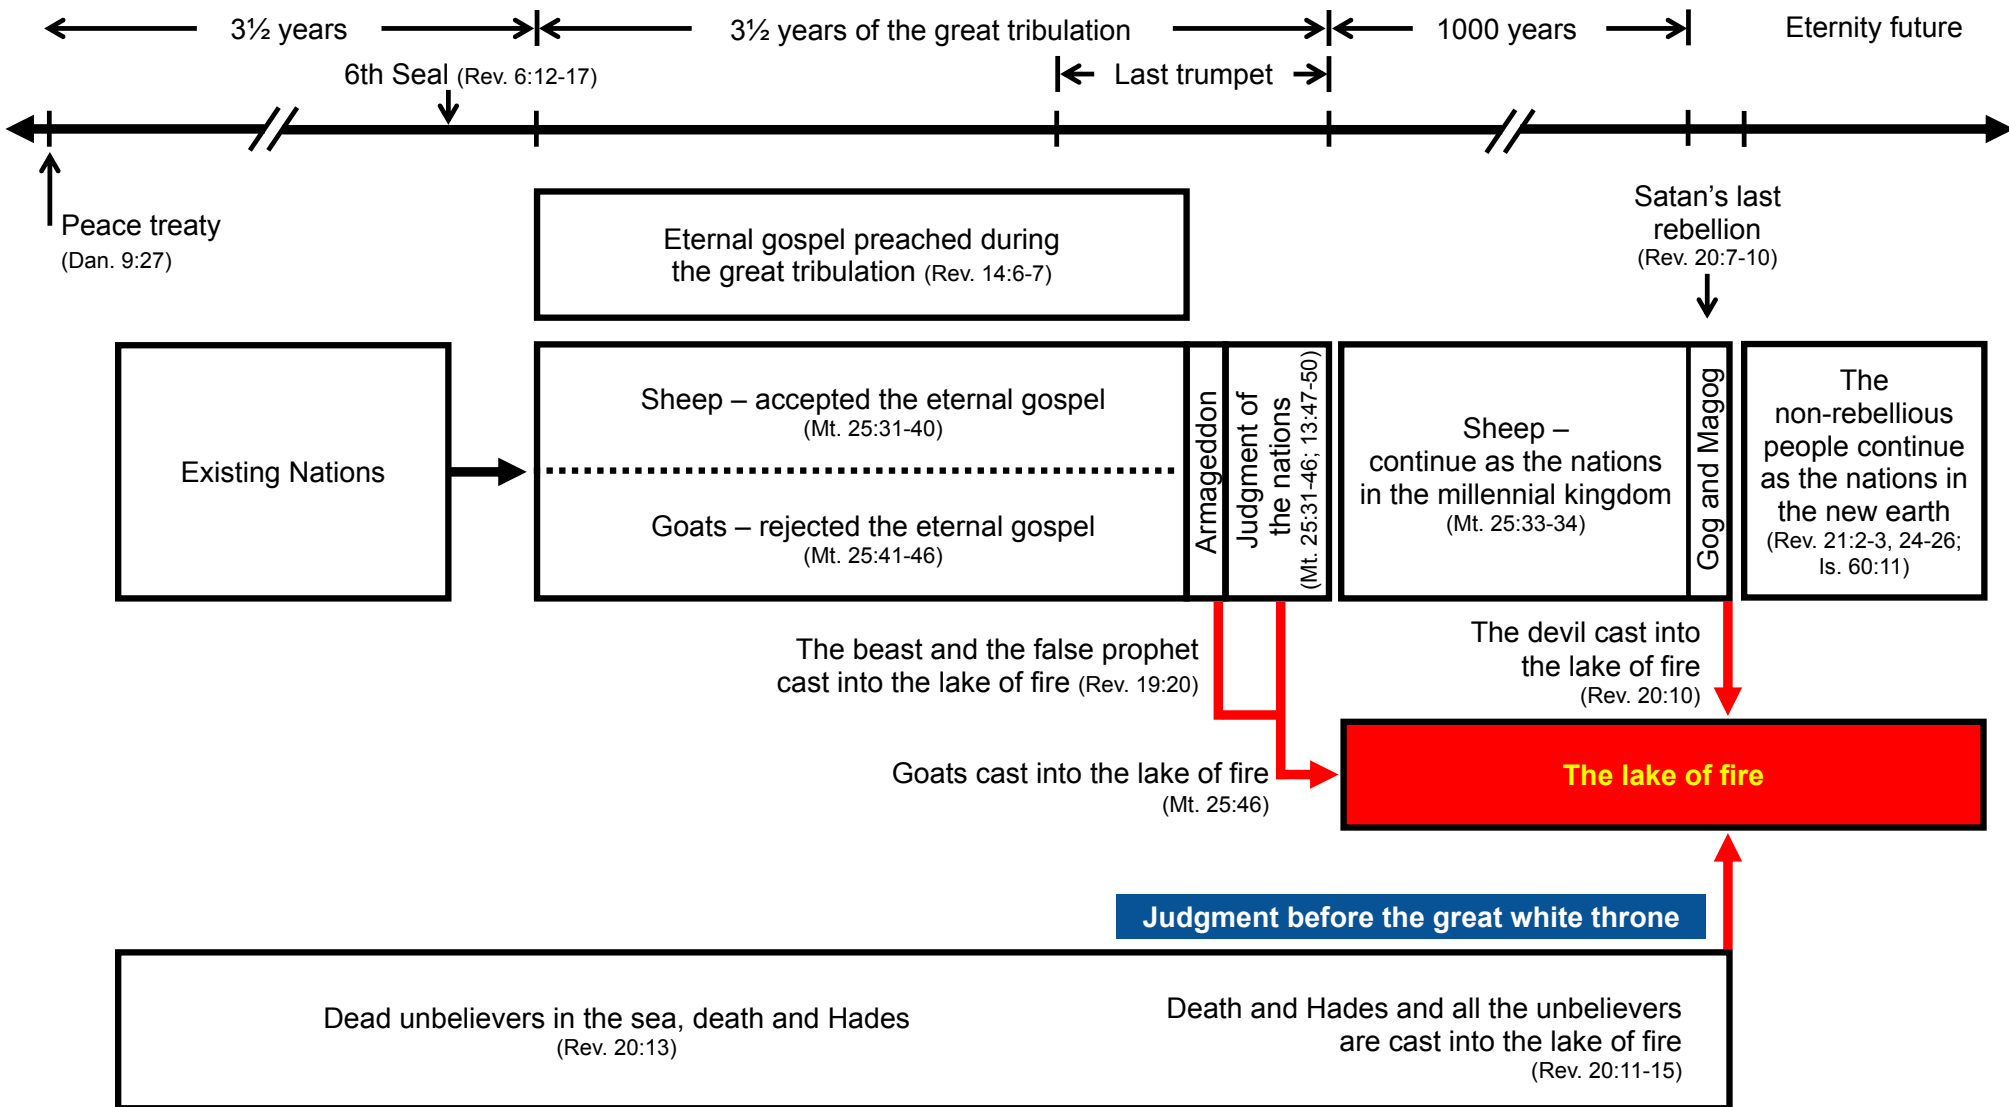 3½ years
3½ years of the great tribulation
1000 years
Eternity future
6th Seal (Rev. 6:12-17)
Last trumpet
Peace treaty
(Dan. 9:27)
Satan’s last
rebellion
(Rev. 20:7-10)
Eternal gospel preached during
the great tribulation (Rev. 14:6-7)
Existing Nations
Sheep – accepted the eternal gospel
(Mt. 25:31-40)
Goats – rejected the eternal gospel
(Mt. 25:41-46)
Armageddon
Judgment of
the nations
(Mt. 25:31-46; 13:47-50)
Sheep –
continue as the nations
in the millennial kingdom
(Mt. 25:33-34)
Gog and Magog
The
non-rebellious
people continue
as the nations in
the new earth
(Rev. 21:2-3, 24-26;
Is. 60:11)
The beast and the false prophet
cast into the lake of fire (Rev. 19:20)
The devil cast into
the lake of fire
(Rev. 20:10)
Goats cast into the lake of fire
(Mt. 25:46)
The lake of fire
Judgment before the great white throne
Dead unbelievers in the sea, death and Hades
(Rev. 20:13)
Death and Hades and all the unbelievers
are cast into the lake of fire
(Rev. 20:11-15)